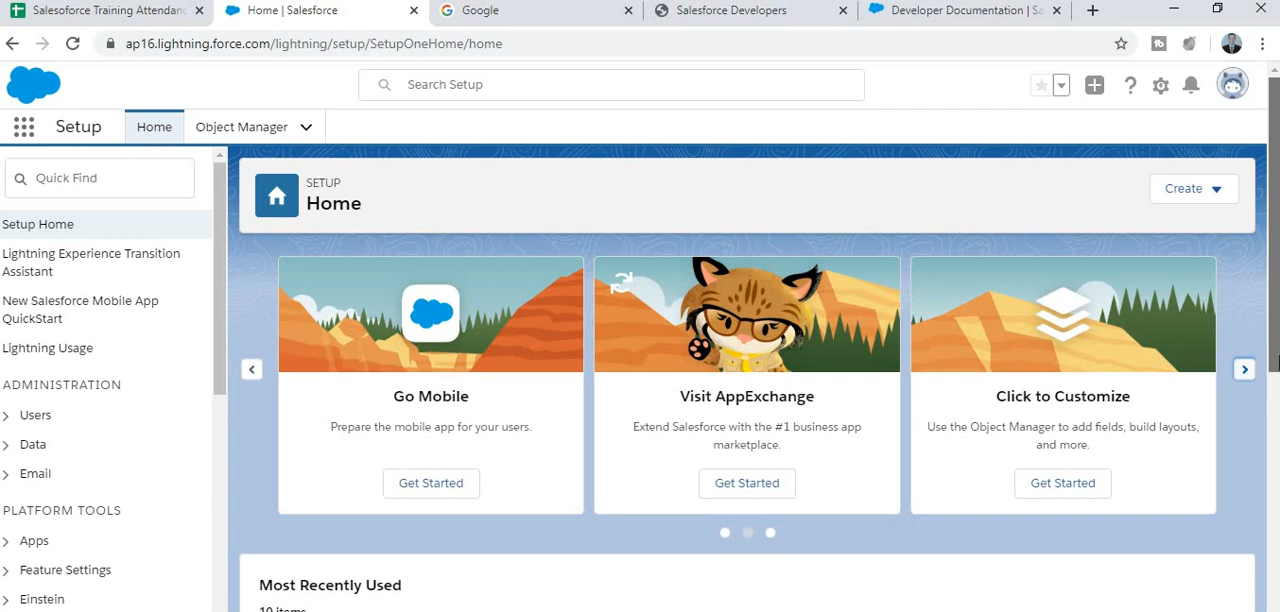 Salesoforce Training Attendanc
Home | Salesforce
Google
Salesforce Developers
Developer Documentation | Sa
ap16.lightning.force.com/lightning/setup/SetupOneHome/home
Search Setup
Setup
Home
Object Manager
Quick Find
Setup Home
Lightning Experience Transition
Assistant
New Salesforce Mobile App
QuickStart
Lightning Usage
ADMINISTRATION
Users
Data
Email
PLATFORM TOOLS
Apps
Feature Settings
Einstein
SETUP
Home
Create
Go Mobile
Prepare the mobile app for your users.
Get Started
Visit AppExchange
Extend Salesforce with the #1 business app
marketplace.
Get Started
Click to Customize
Use the Object Manager to add fields, build layouts,
and more.
Get Started
Most Recently Used
10 items